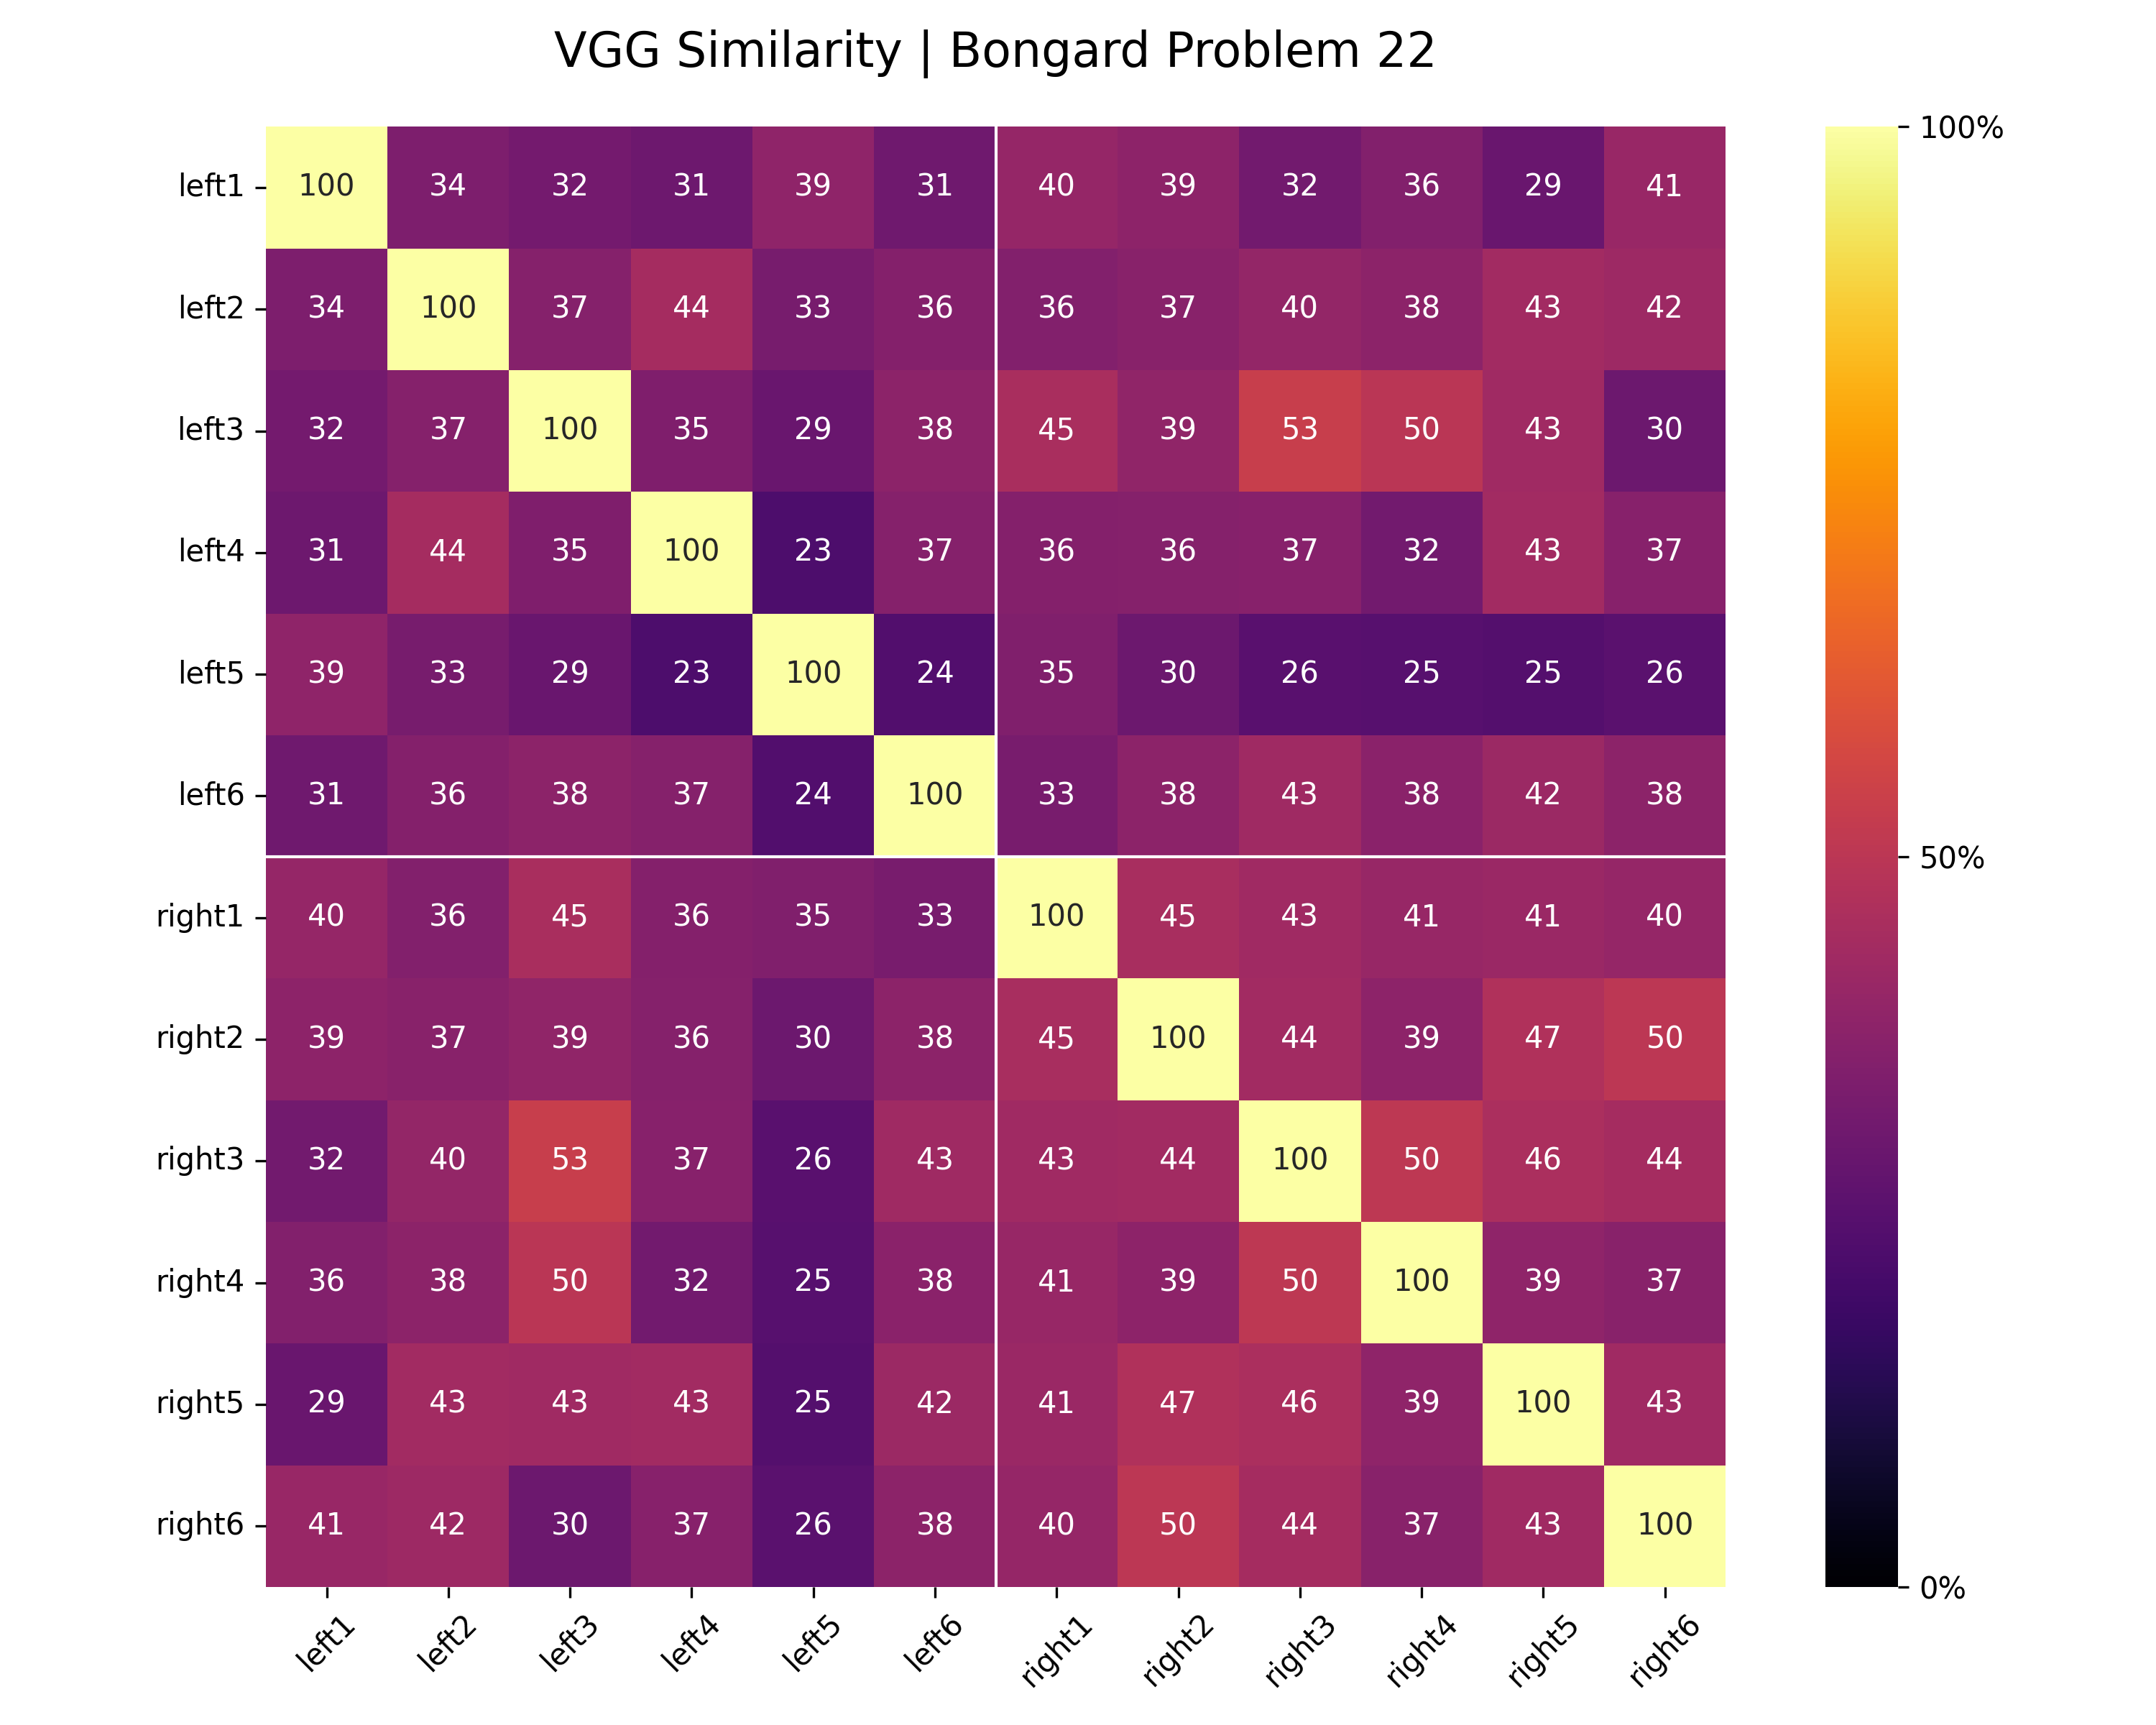 VGG Similarity | Bongard Problem 22
left1 100 34 32 31 39 31 40 39 32 36 29 41
left2 34 100 37 44 33 36 36 37 40 38 43 42
left3 32 37 100 35 29 38 45 39 53 50 43 30
left4 31 44 35 100 23 37 36 36 37 32 43 37
left5 39 33 29 23 100 24 35 30 26 25 25 26
left6 31 36 38 37 24 100 33 38 43 38 42 38
right1 40 36 45 36 35 33 100 45 43 41 41 40
right2 39 37 39 36 30 38 45 100 44 39 47 50
right3 32 40 53 37 26 43 43 44 100 50 46 44
right4 36 38 50 32 25 38 41 39 50 100 39 37
right5 29 43 43 43 25 42 41 47 46 39 100 43
right6 41 42 30 37 26 38 40 50 44 37 43 100
left1 left2 left3 left4 left5 left6 right1 right2 right3 right4 right5 right6
100%
50%
0%